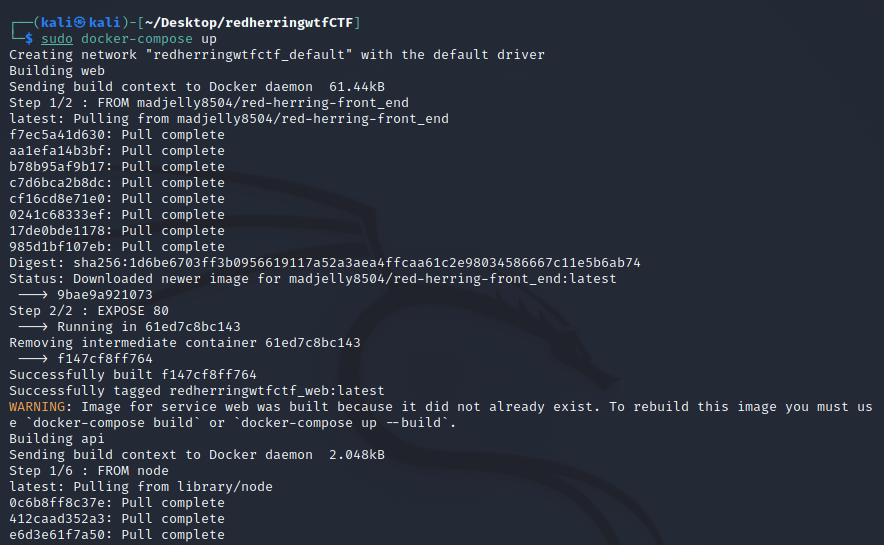 ┌──(kali㉿kali)-[~/Desktop/redherringwtfCTF]
└─$ sudo docker-compose up
Creating network "redherringwtfctf_default" with the default driver
Building web
Sending build context to Docker daemon  61.44kB
Step 1/2 : FROM madjelly8504/red-herring-front_end
latest: Pulling from madjelly8504/red-herring-front_end
f7ec5a41d630: Pull complete
aa1efa14b3bf: Pull complete
b78b95af9b17: Pull complete
c7d6bca2b8dc: Pull complete
cf16cd8e71e0: Pull complete
0241c68333ef: Pull complete
17de0bde1178: Pull complete
985d1bf107eb: Pull complete
Digest: sha256:1d6be6703ff3b0956619117a52a3aea4ffcaa61c2e98034586667c11e5b6ab74
Status: Downloaded newer image for madjelly8504/red-herring-front_end:latest
 ---> 9bae9a921073
Step 2/2 : EXPOSE 80
 ---> Running in 61ed7c8bc143
Removing intermediate container 61ed7c8bc143
 ---> f147cf8ff764
Successfully built f147cf8ff764
Successfully tagged redherringwtfctf_web:latest
WARNING: Image for service web was built because it did not already exist. To rebuild this image you must us
e `docker-compose build` or `docker-compose up --build`.
Building api
Sending build context to Docker daemon  2.048kB
Step 1/6 : FROM node
latest: Pulling from library/node
0c6b8ff8c37e: Pull complete
412caad352a3: Pull complete
e6d3e61f7a50: Pull complete